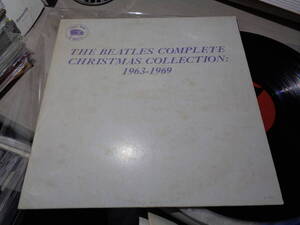 THE BEATLES COMPLETE
CHRISTMAS COLLECTION:
1963-1969